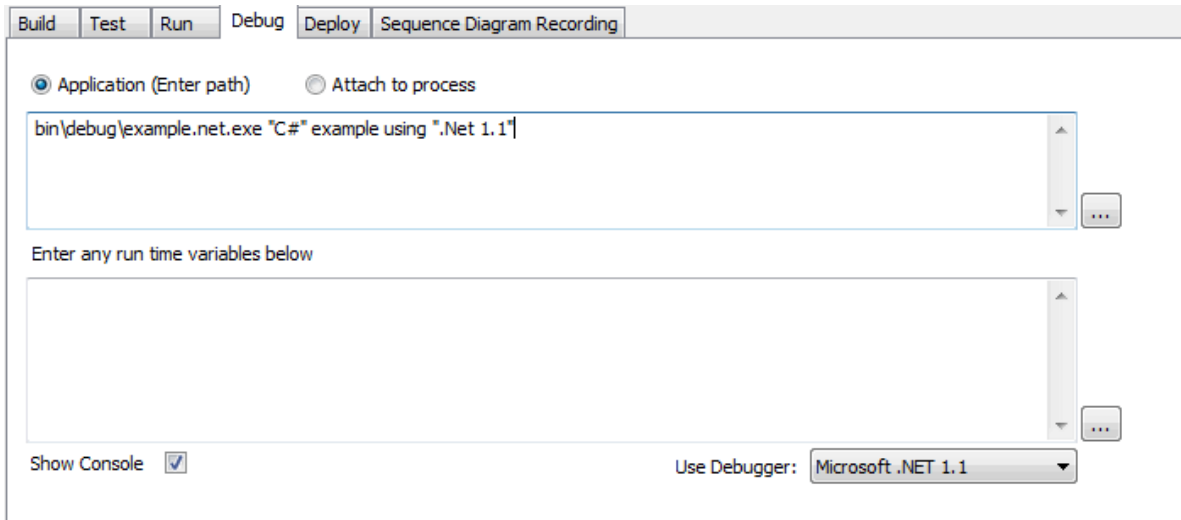 Build Test Run Debug Deploy Sequence Diagram Recording
Application (Enter path) Attach to process
bin\debug\example.net.exe "C#" example using ".Net 1.1"
...
Enter any run time variables below
...
Show Console Use Debugger: Microsoft .NET 1.1